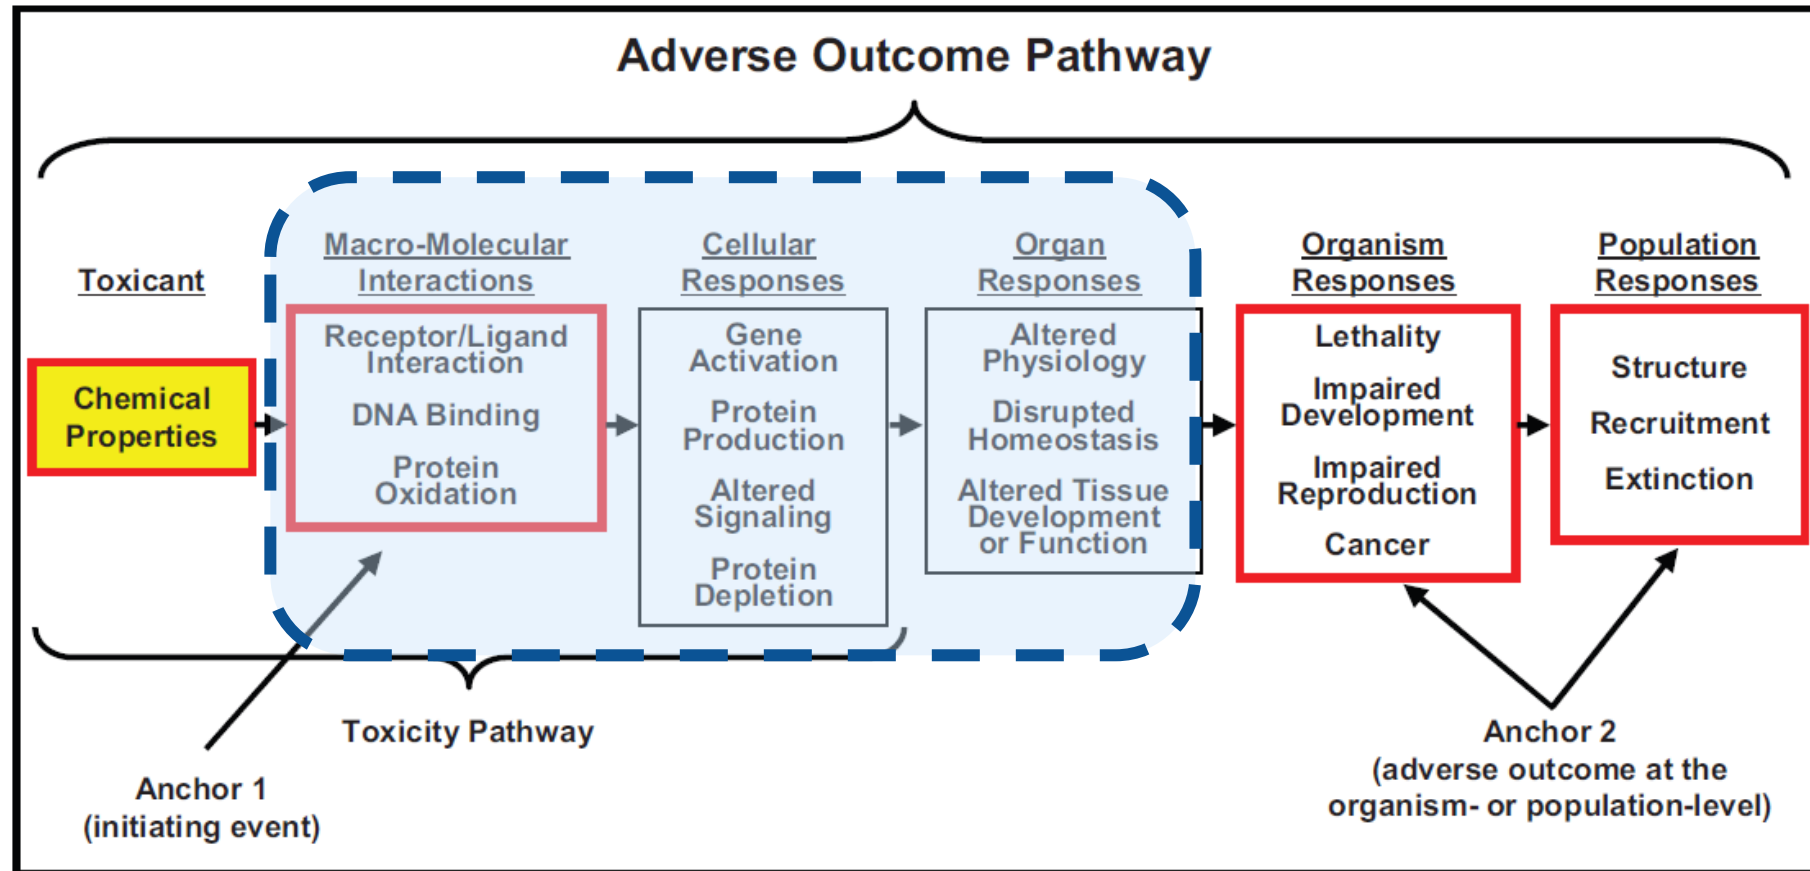 Adverse Outcome Pathway
Toxicant
Chemical
Properties
Macro-Molecular
Interactions
Receptor/Ligand
Interaction
DNA Binding
Protein
Oxidation
Cellular
Responses
Gene
Activation
Protein
Production
Altered
Signaling
Protein
Depletion
Organ
Responses
Altered
Physiology
Disrupted
Homeostasis
Altered Tissue
Development
or Function
Organism
Responses
Lethality
Impaired
Development
Impaired
Reproduction
Cancer
Population
Responses
Structure
Recruitment
Extinction
Toxicity Pathway
Anchor 1
(initiating event)
Anchor 2
(adverse outcome at the
organism- or population-level)